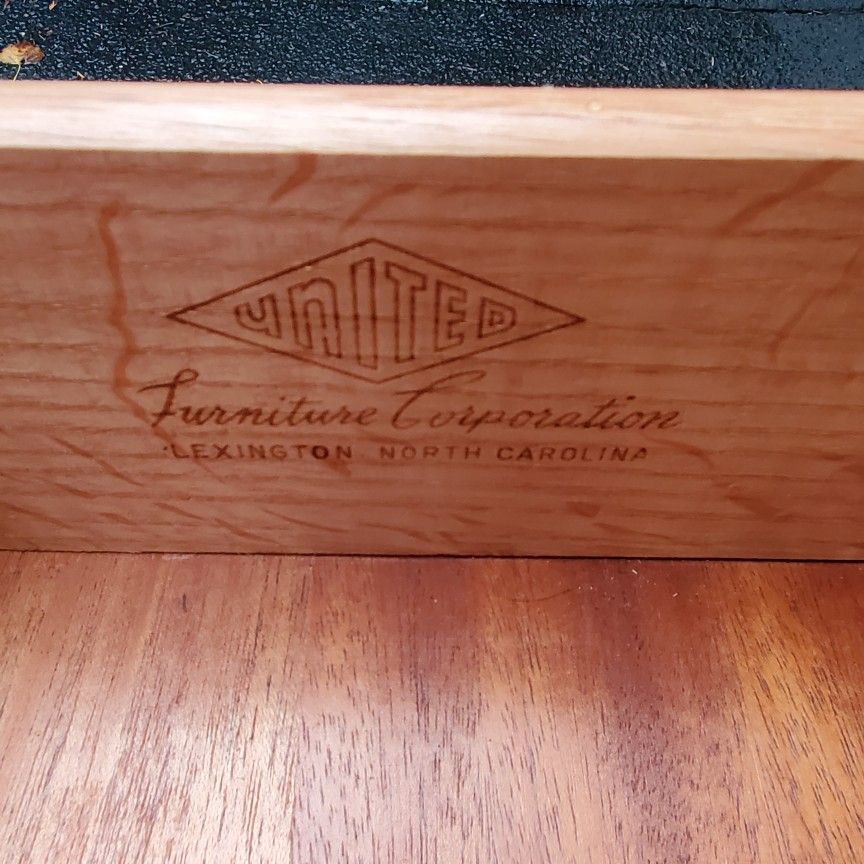 UNITED
Furniture Corporation
LEXINGTON NORTH CAROLINA